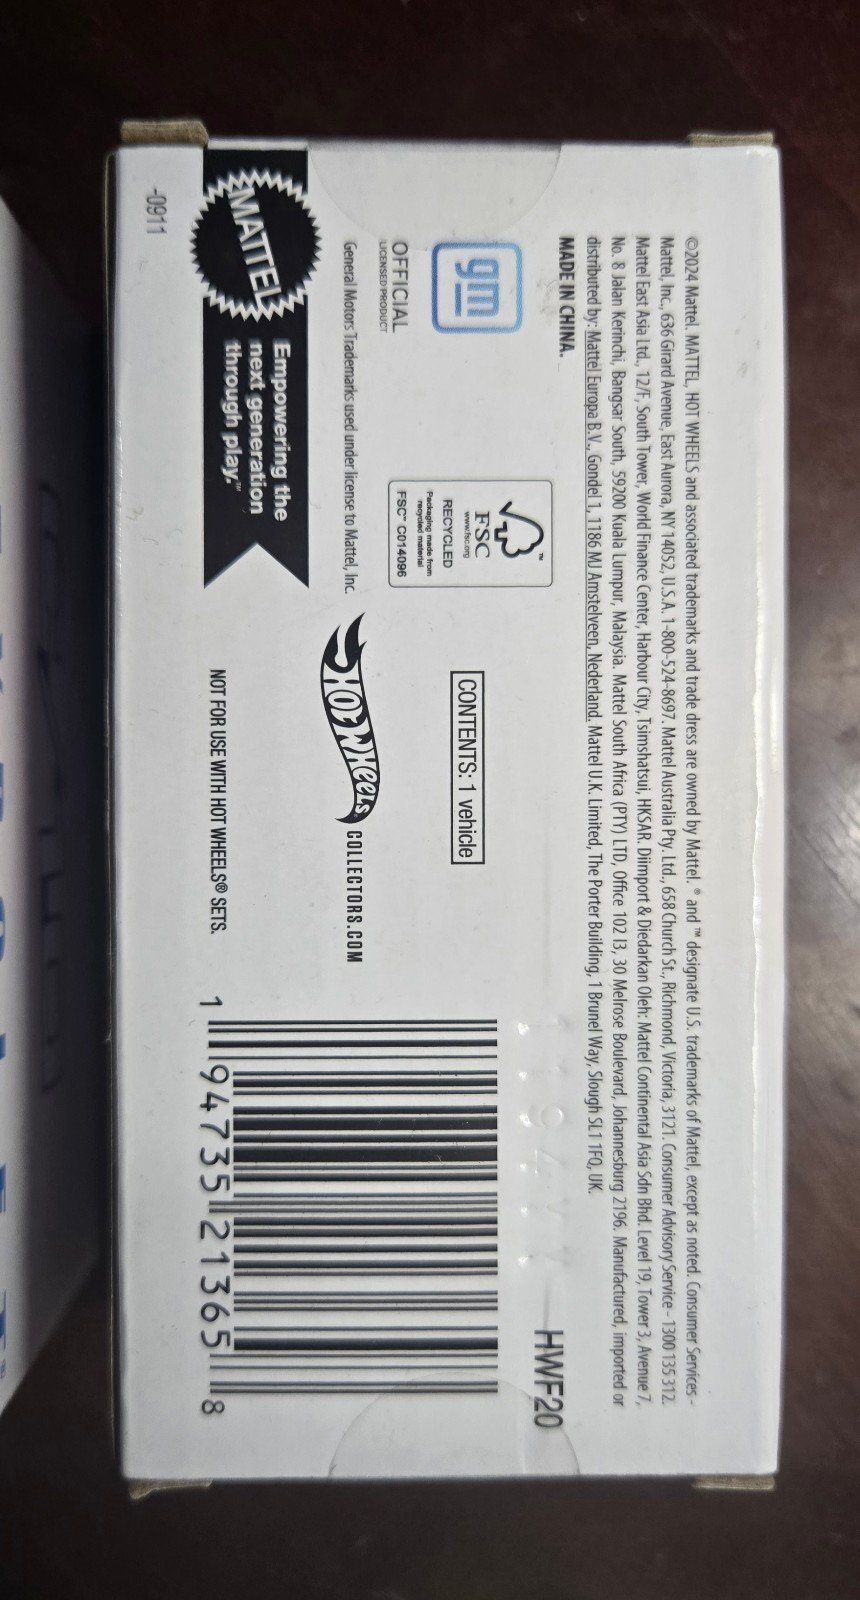 ©2024 Mattel. MATTEL, HOT WHEELS and associated trademarks and trade dress are owned by Mattel. ® and ™ designate U.S. trademarks of Mattel, except as noted. Consumer Services -
Mattel, Inc., 636 Girard Avenue, East Aurora, NY 14052, U.S.A. 1-800-524-8697. Mattel Australia Pty. Ltd., 658 Church St., Richmond, Victoria, 3121. Consumer Advisory Service - 1300 135 312.
Mattel East Asia Ltd., 12/F, South Tower, World Finance Center, Harbour City, Tsimshatsui, HKSAR. Diimport & Diedarkan Oleh: Mattel Continental Asia Sdn Bhd. Level 19, Tower 3, Avenue 7,
No. 8 Jalan Kerinchi, Bangsar South, 59200 Kuala Lumpur, Malaysia. Mattel South Africa (PTY) LTD, Office 102 I3, 30 Melrose Boulevard, Johannesburg 2196. Manufactured, imported or
distributed by: Mattel Europa B.V., Gondel 1, 1186 MJ Amstelveen, Nederland. Mattel U.K. Limited, The Porter Building, 1 Brunel Way, Slough SL1 1FQ, UK.
MADE IN CHINA.
HWF20
gm
OFFICIAL
LICENSED PRODUCT
General Motors Trademarks used under license to Mattel, Inc.
™
FSC
www.fsc.org
RECYCLED
Packaging made from
recycled material
FSC™ C014096
CONTENTS: 1 vehicle
HOT WHEELS® COLLECTORS.COM
MATTEL
Empowering the
next generation
through play.™
NOT FOR USE WITH HOT WHEELS® SETS.
1 94735 21365 8
-0911